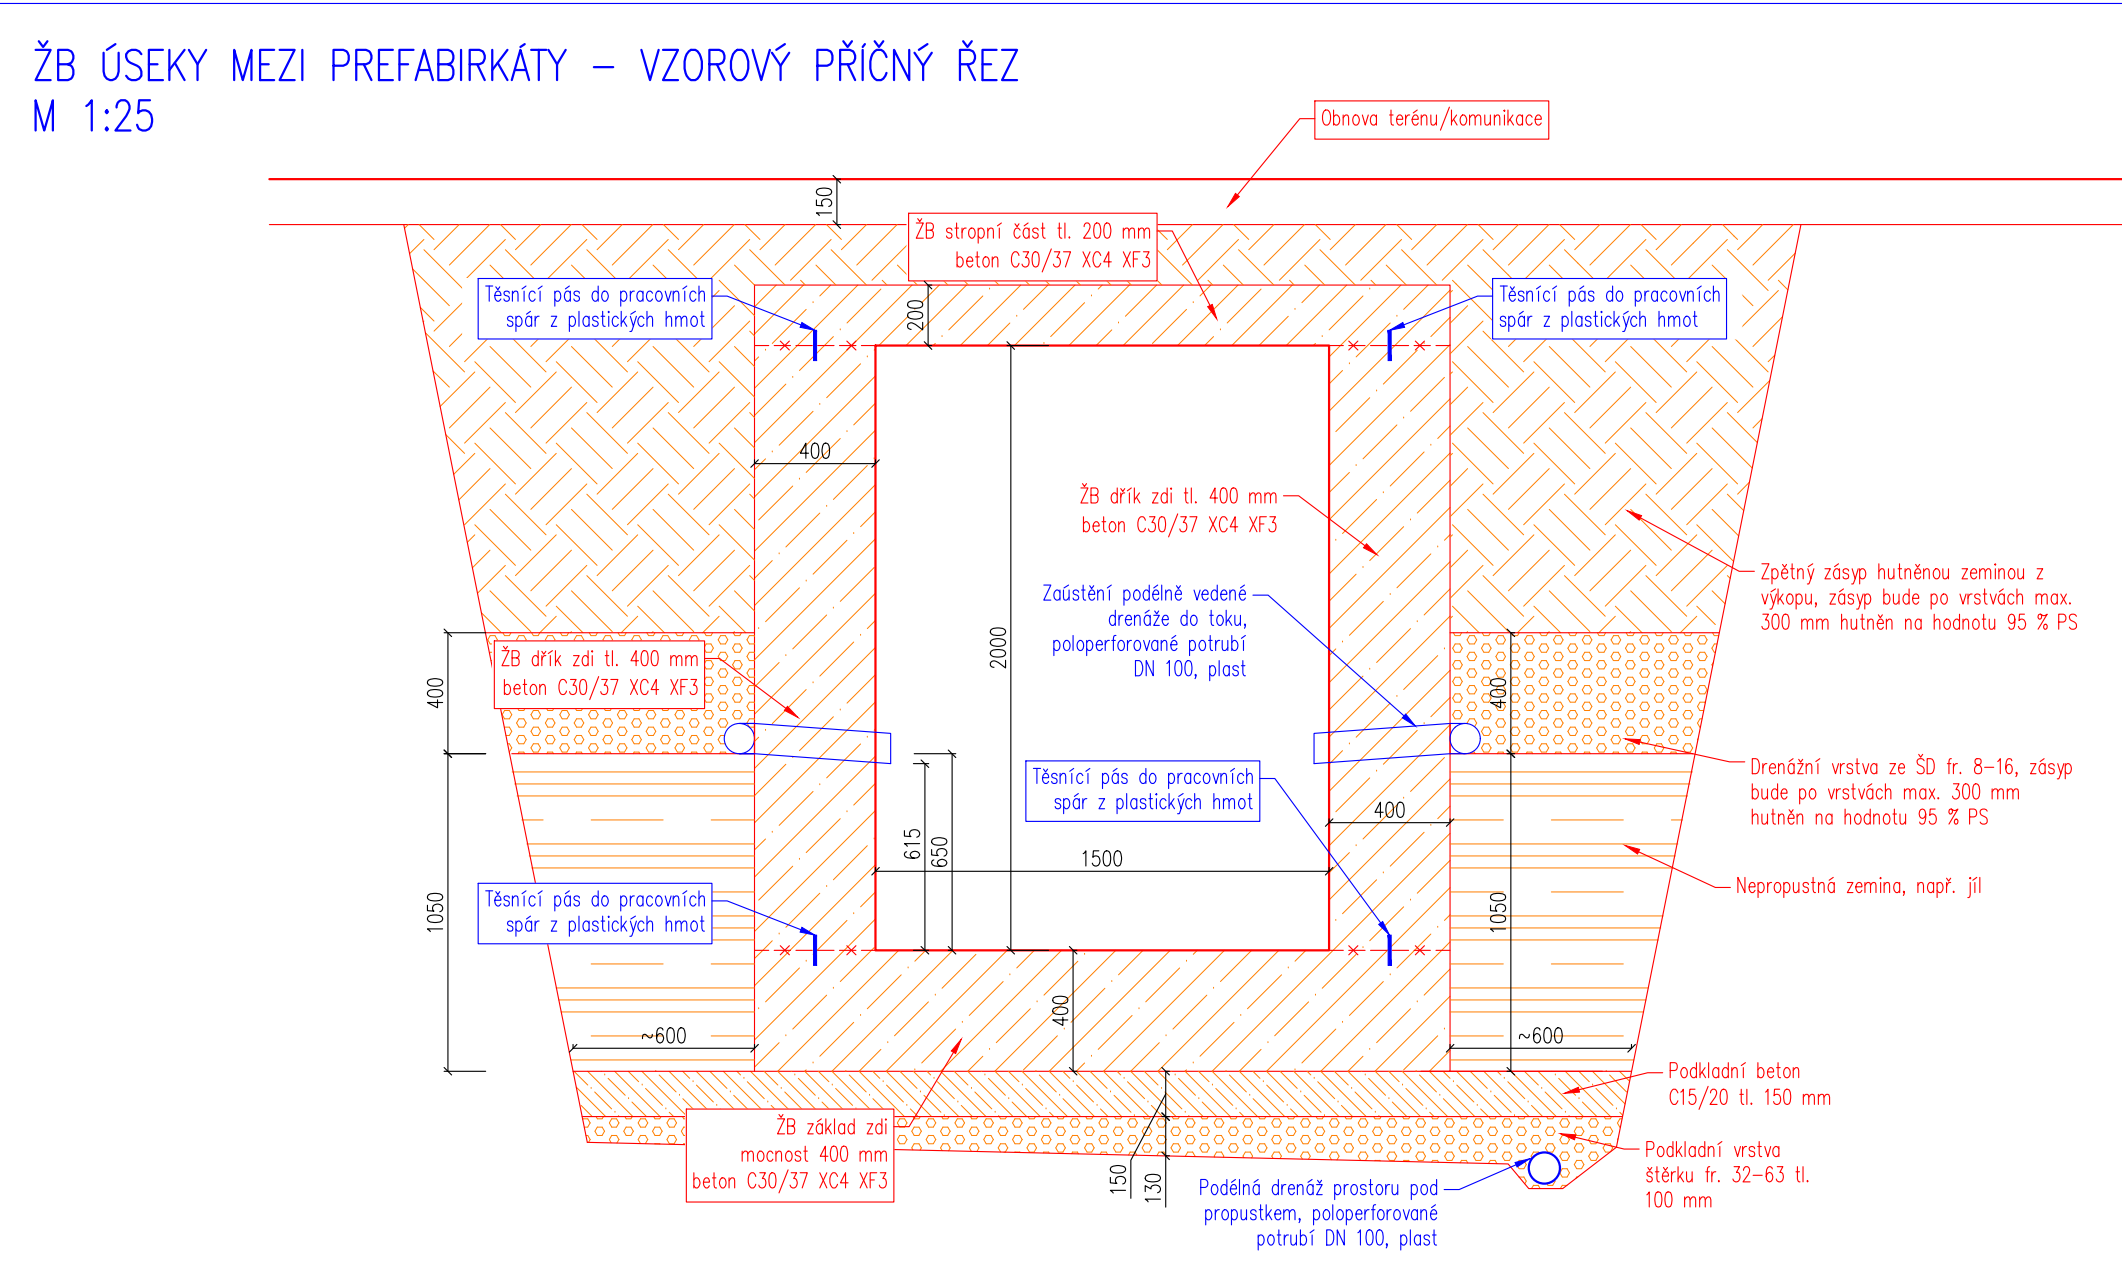 ŽB ÚSEKY MEZI PREFABIRKÁTY – VZOROVÝ PŘÍČNÝ ŘEZ
M 1:25
Obnova terénu/komunikace
150
ŽB stropní část tl. 200 mm
beton C30/37 XC4 XF3
Těsnící pás do pracovních
spár z plastických hmot
Těsnící pás do pracovních
spár z plastických hmot
200
400
ŽB dřík zdi tl. 400 mm
beton C30/37 XC4 XF3
Zpětný zásyp hutněnou zeminou z
výkopu, zásyp bude po vrstvách max.
300 mm hutněn na hodnotu 95 % PS
Zaústění podélně vedené
drenáže do toku,
poloperforované potrubí
DN 100, plast
2000
ŽB dřík zdi tl. 400 mm
beton C30/37 XC4 XF3
400
400
Drenážní vrstva ze ŠD fr. 8–16, zásyp
bude po vrstvách max. 300 mm
hutněn na hodnotu 95 % PS
Těsnící pás do pracovních
spár z plastických hmot
400
615
650
1500
Nepropustná zemina, např. jíl
Těsnící pás do pracovních
spár z plastických hmot
1050
1050
400
~600
~600
Podkladní beton
C15/20 tl. 150 mm
ŽB základ zdi
mocnost 400 mm
beton C30/37 XC4 XF3
150
130
Podkladní vrstva
štěrku fr. 32–63 tl.
100 mm
Podélná drenáž prostoru pod
propustkem, poloperforované
potrubí DN 100, plast